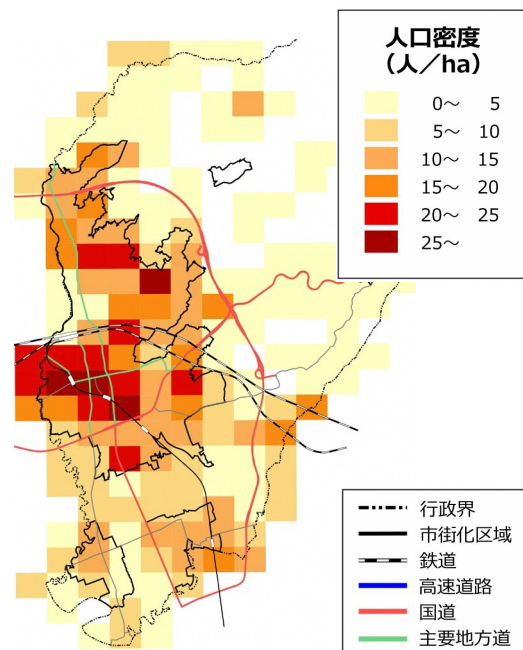 人口密度
（人／ha）
0～ 5
5～ 10
10～ 15
15～ 20
20～ 25
25～
行政界
市街化区域
鉄道
高速道路
国道
主要地方道